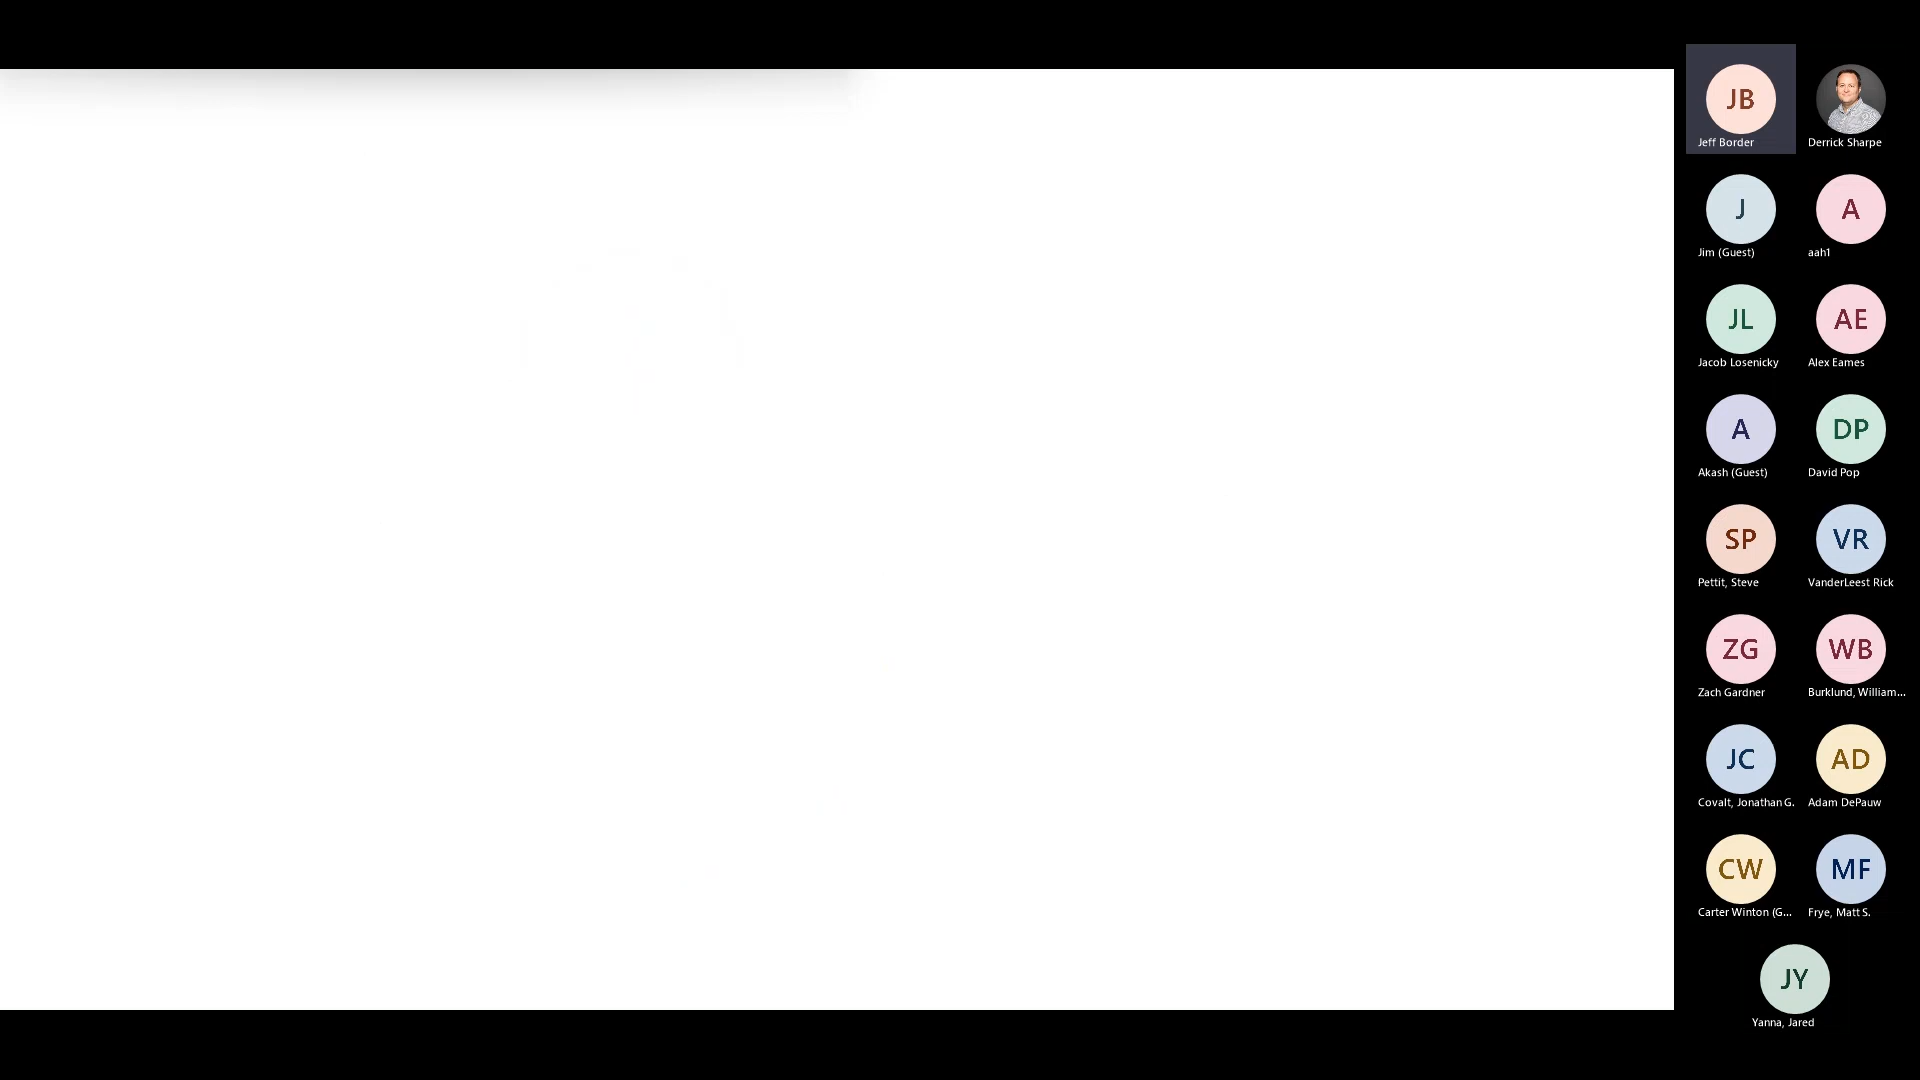 JB
Jeff Border
Derrick Sharpe
J
A
Jim (Guest)
aah1
JL
AE
Jacob Losenicky
Alex Eames
A
DP
Akash (Guest)
David Pop
SP
VR
Pettit, Steve
VanderLeest Rick
ZG
WB
Zach Gardner
Burklund, William...
JC
AD
Covalt, Jonathan G.
Adam DePauw
CW
MF
Carter Winton (G...
Frye, Matt S.
JY
Yanna, Jared